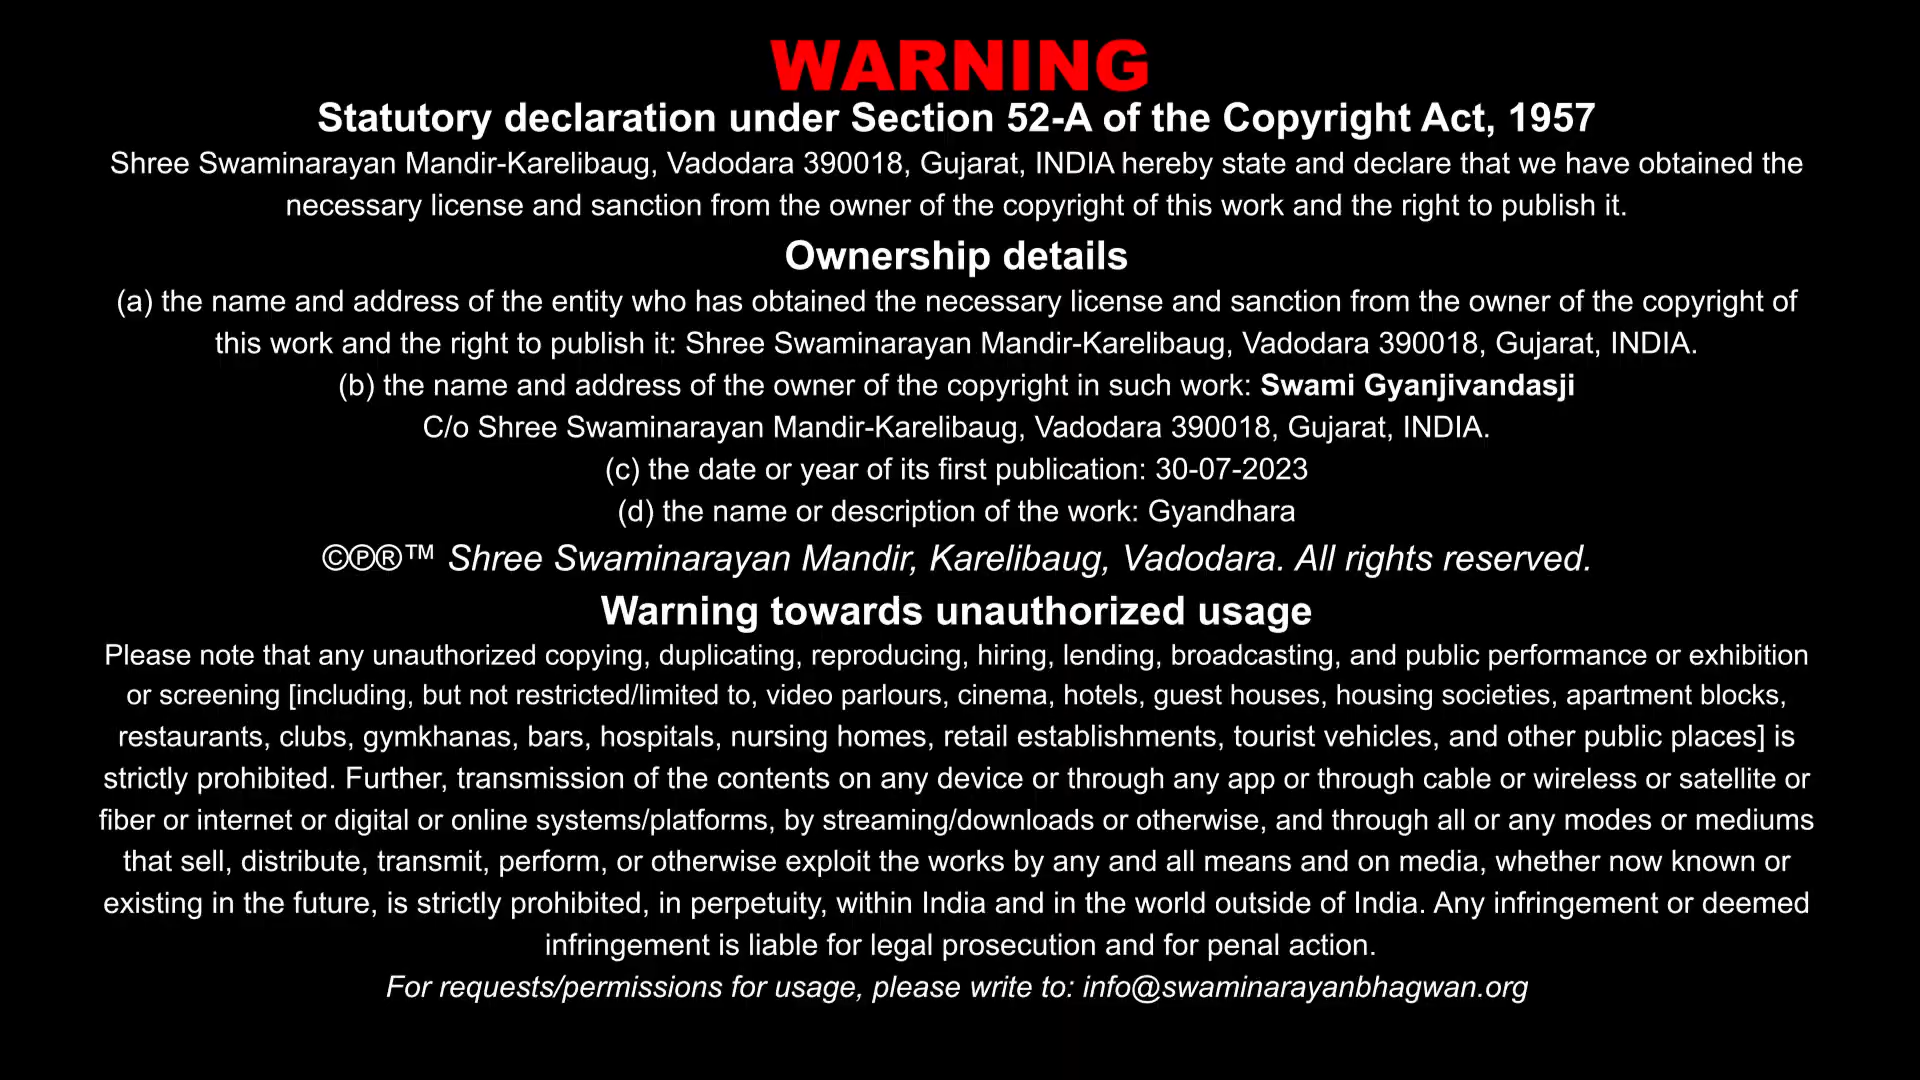 WARNING
Statutory declaration under Section 52-A of the Copyright Act, 1957
Shree Swaminarayan Mandir-Karelibaug, Vadodara 390018, Gujarat, INDIA hereby state and declare that we have obtained the
necessary license and sanction from the owner of the copyright of this work and the right to publish it.
Ownership details
(a) the name and address of the entity who has obtained the necessary license and sanction from the owner of the copyright of
this work and the right to publish it: Shree Swaminarayan Mandir-Karelibaug, Vadodara 390018, Gujarat, INDIA.
(b) the name and address of the owner of the copyright in such work: Swami Gyanjivandasji
C/o Shree Swaminarayan Mandir-Karelibaug, Vadodara 390018, Gujarat, INDIA.
(c) the date or year of its first publication: 30-07-2023
(d) the name or description of the work: Gyandhara
©℗®™ Shree Swaminarayan Mandir, Karelibaug, Vadodara. All rights reserved.
Warning towards unauthorized usage
Please note that any unauthorized copying, duplicating, reproducing, hiring, lending, broadcasting, and public performance or exhibition
or screening [including, but not restricted/limited to, video parlours, cinema, hotels, guest houses, housing societies, apartment blocks,
restaurants, clubs, gymkhanas, bars, hospitals, nursing homes, retail establishments, tourist vehicles, and other public places] is
strictly prohibited. Further, transmission of the contents on any device or through any app or through cable or wireless or satellite or
fiber or internet or digital or online systems/platforms, by streaming/downloads or otherwise, and through all or any modes or mediums
that sell, distribute, transmit, perform, or otherwise exploit the works by any and all means and on media, whether now known or
existing in the future, is strictly prohibited, in perpetuity, within India and in the world outside of India. Any infringement or deemed
infringement is liable for legal prosecution and for penal action.
For requests/permissions for usage, please write to: info@swaminarayanbhagwan.org